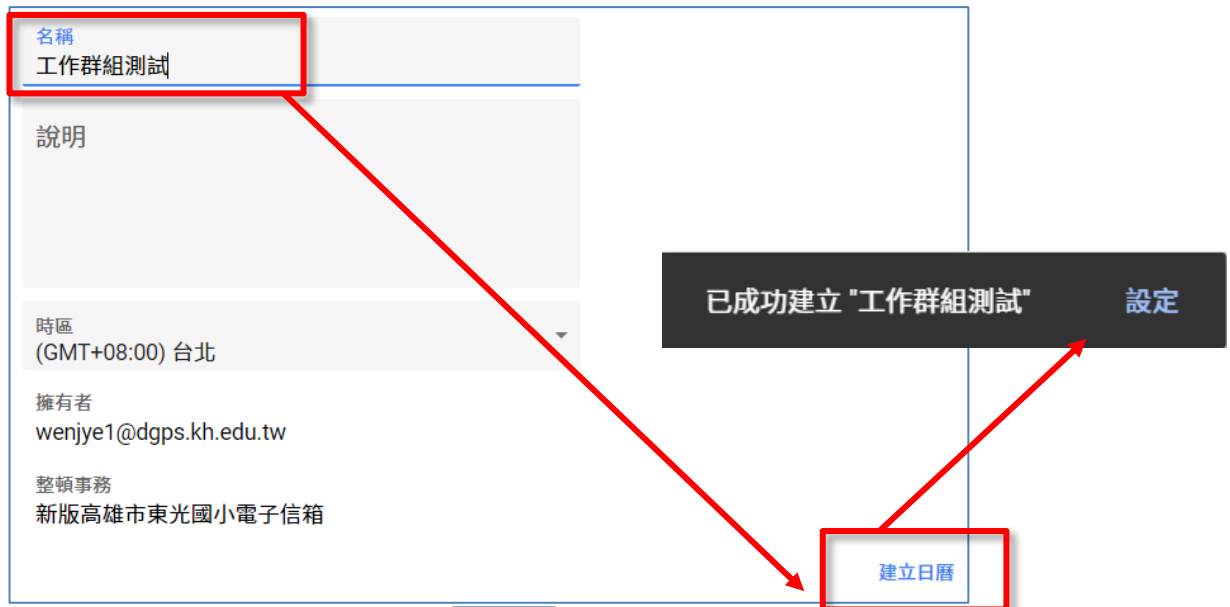 名稱
工作群組測試
說明
已成功建立 "工作群組測試" 設定
時區
(GMT+08:00) 台北
擁有者
wenjye1@dgps.kh.edu.tw
整頓事務
新版高雄市東光國小電子信箱
建立日曆